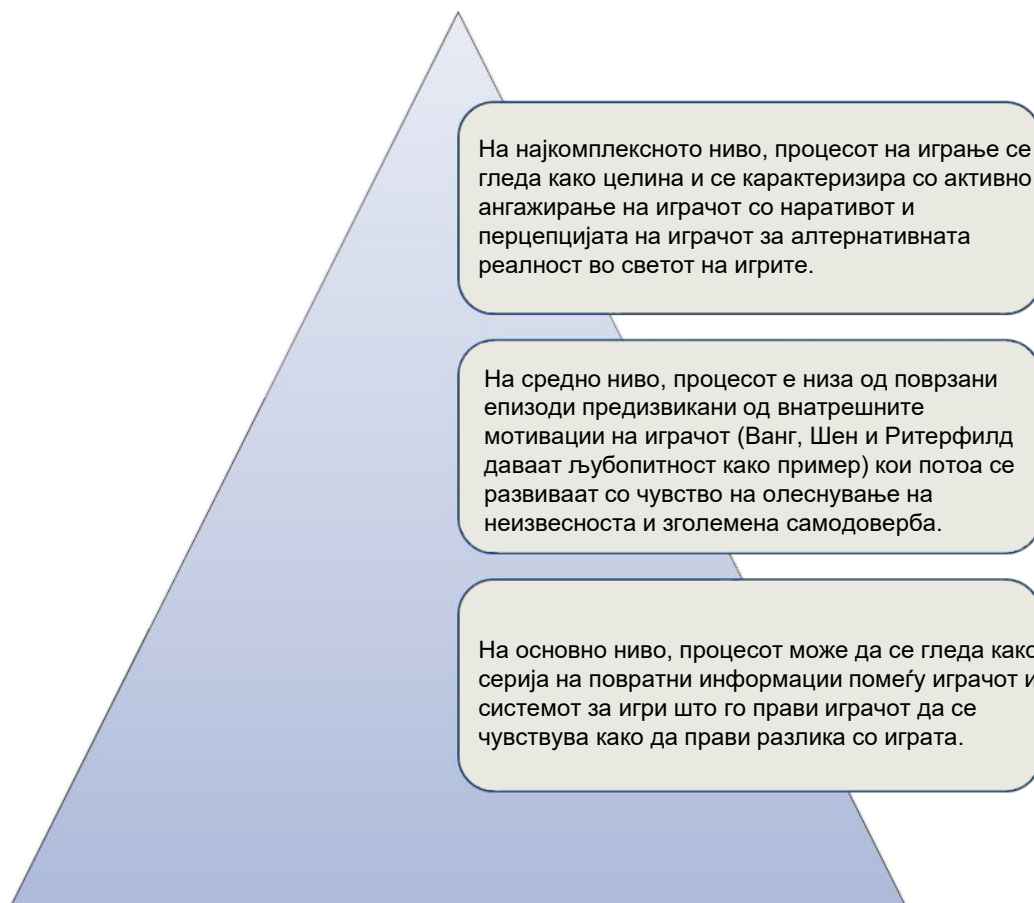 На најкомплексното ниво, процесот на играње се
гледа како целина и се карактеризира со активно
ангажирање на играчот со наративот и
перцепцијата на играчот за алтернативната
реалност во светот на игрите.
На средно ниво, процесот е низа од поврзани
епизоди предизвикани од внатрешните
мотивации на играчот (Ванг, Шен и Ритерфилд
даваат љубопитност како пример) кои потоа се
развиваат со чувство на олеснување на
неизвесноста и зголемена самодоверба.
На основно ниво, процесот може да се гледа како
серија на повратни информации помеѓу играчот и
системот за игри што го прави играчот да се
чувствува како да прави разлика со играта.